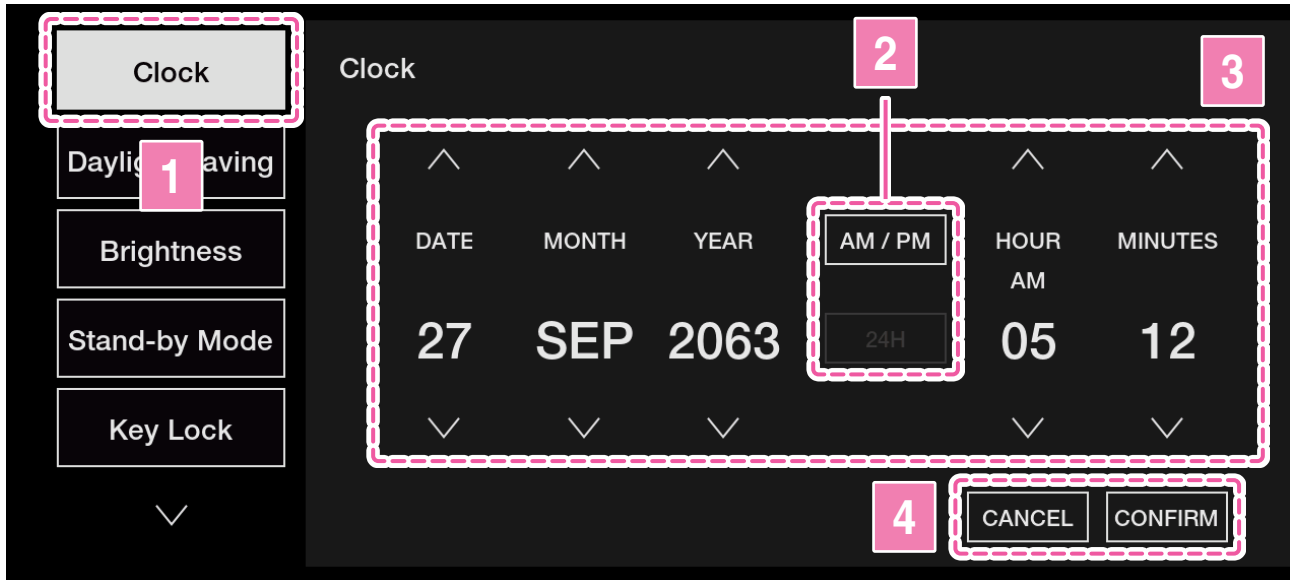 Clock
1
Daylig aving
Brightness
Stand-by Mode
Key Lock
Clock
2
3
DATE MONTH YEAR AM / PM HOUR MINUTES
AM
27 SEP 2063 24H 05 12
4
CANCEL CONFIRM